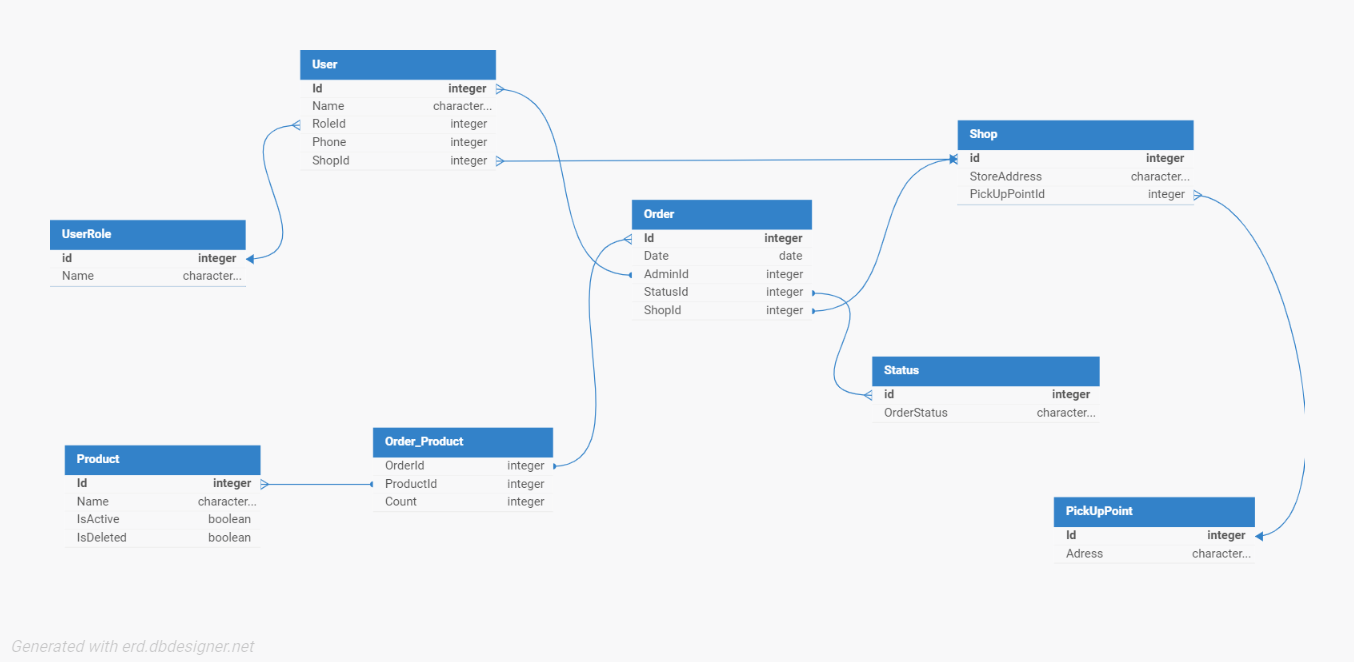 User
Id integer
Name character...
RoleId integer
Phone integer
ShopId integer
Shop
id integer
StoreAddress character...
PickUpPointId integer
UserRole
id integer
Name character...
Order
Id integer
Date date
AdminId integer
StatusId integer
ShopId integer
Status
id integer
OrderStatus character...
Order_Product
OrderId integer
ProductId integer
Count integer
Product
Id integer
Name character...
IsActive boolean
IsDeleted boolean
PickUpPoint
Id integer
Adress character...
Generated with erd.dbdesigner.net